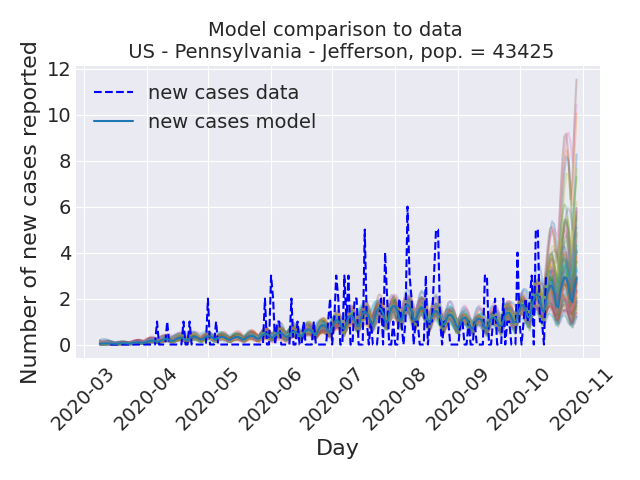 Model comparison to data
US - Pennsylvania - Jefferson, pop. = 43425
Number of new cases reported
12
10
8
6
4
2
0
new cases data
new cases model
2020-03
2020-04
2020-05
2020-06
2020-07
2020-08
2020-09
2020-10
2020-11
Day